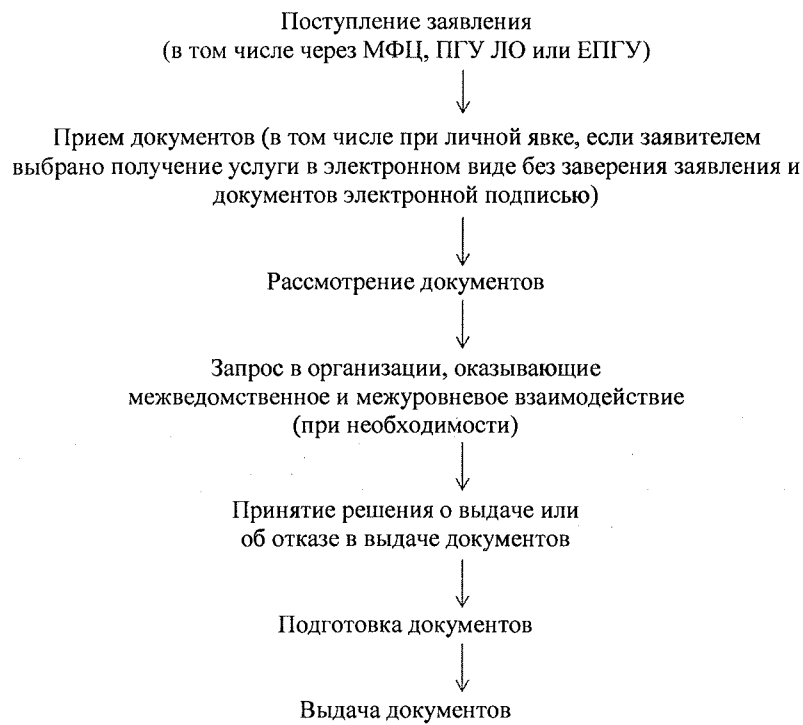 Поступление заявления
(в том числе через МФЦ, ПГУ ЛО или ЕПГУ)
Прием документов (в том числе при личной явке, если заявителем
выбрано получение услуги в электронном виде без заверения заявления и
документов электронной подписью)
Рассмотрение документов
Запрос в организации, оказывающие
межведомственное и межуровневое взаимодействие
(при необходимости)
Принятие решения о выдаче или
об отказе в выдаче документов
Подготовка документов
Выдача документов